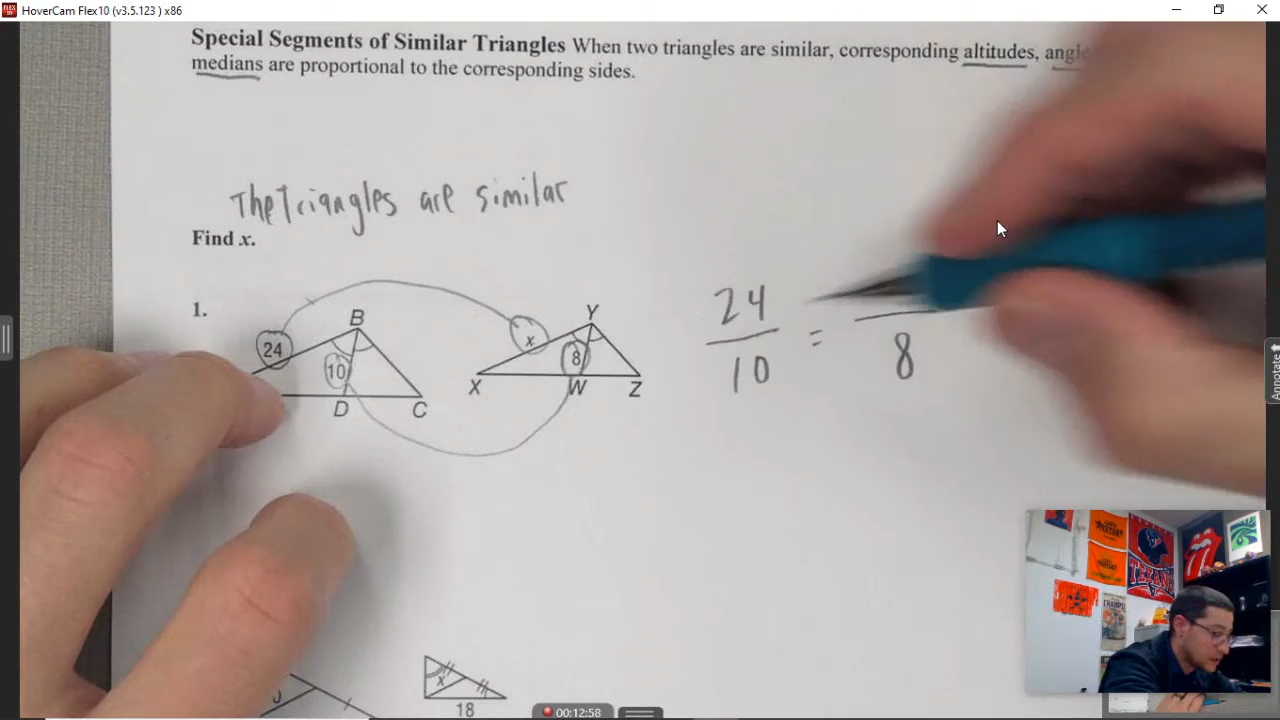 HoverCam Flex10 (v3.5.123) x86
Special Segments of Similar Triangles When two triangles are similar, corresponding altitudes,
medians are proportional to the corresponding sides.
The Triangles are similar
Find x.
1.
B
24
10
D
C
Y
x
8
X
W
Z
24
10
=
8
x
18
Annotate
TEXANS
00:12:58